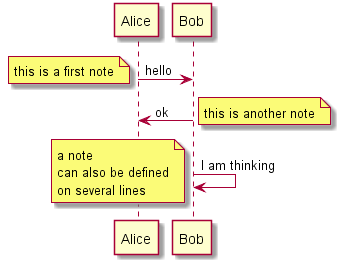 Alice
Bob
this is a first note
hello
ok
this is another note
a note
can also be defined
on several lines
I am thinking
Alice
Bob